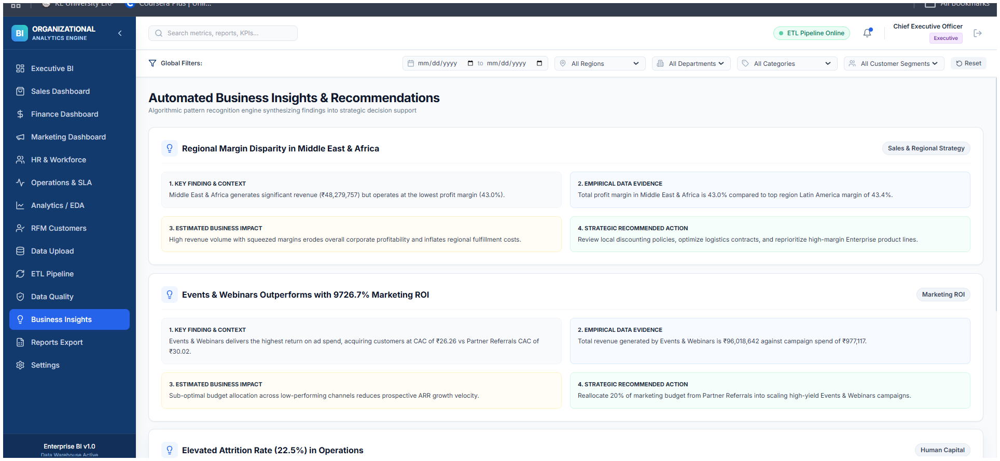 KL University ERP
Coursera Plus | Onli...
All Bookmarks
BI
ORGANIZATIONAL
ANALYTICS ENGINE
Executive BI
Sales Dashboard
Finance Dashboard
Marketing Dashboard
HR & Workforce
Operations & SLA
Analytics / EDA
RFM Customers
Data Upload
ETL Pipeline
Data Quality
Business Insights
Reports Export
Settings
Enterprise BI v1.0
Data Warehouse Active
Search metrics, reports, KPIs...
ETL Pipeline Online
Chief Executive Officer
Executive
Global Filters:
mm/dd/yyyy to mm/dd/yyyy
All Regions
All Departments
All Categories
All Customer Segments
Reset
Automated Business Insights & Recommendations
Algorithmic pattern recognition engine synthesizing findings into strategic decision support
Regional Margin Disparity in Middle East & Africa
Sales & Regional Strategy
1. KEY FINDING & CONTEXT
Middle East & Africa generates significant revenue (₹48,279,757) but operates at the lowest profit margin (43.0%).
2. EMPIRICAL DATA EVIDENCE
Total profit margin in Middle East & Africa is 43.0% compared to top region Latin America margin of 43.4%.
3. ESTIMATED BUSINESS IMPACT
High revenue volume with squeezed margins erodes overall corporate profitability and inflates regional fulfillment costs.
4. STRATEGIC RECOMMENDED ACTION
Review local discounting policies, optimize logistics contracts, and reprioritize high-margin Enterprise product lines.
Events & Webinars Outperforms with 9726.7% Marketing ROI
Marketing ROI
1. KEY FINDING & CONTEXT
Events & Webinars delivers the highest return on ad spend, acquiring customers at CAC of ₹26.26 vs Partner Referrals CAC of
₹30.02.
2. EMPIRICAL DATA EVIDENCE
Total revenue generated by Events & Webinars is ₹96,018,642 against campaign spend of ₹977,117.
3. ESTIMATED BUSINESS IMPACT
Sub-optimal budget allocation across low-performing channels reduces prospective ARR growth velocity.
4. STRATEGIC RECOMMENDED ACTION
Reallocate 20% of marketing budget from Partner Referrals into scaling high-yield Events & Webinars campaigns.
Elevated Attrition Rate (22.5%) in Operations
Human Capital